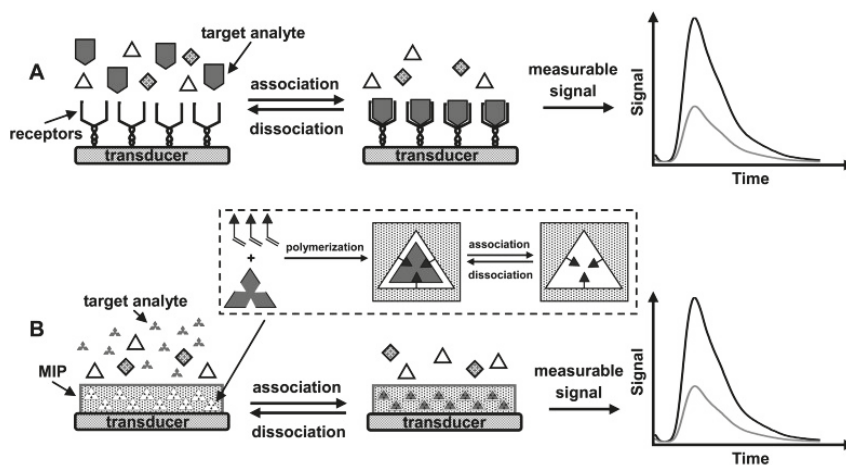 target analyte
A
association
dissociation
measurable
signal
receptors
transducer
transducer
Signal
Time
polymerization
+
association
dissociation
target analyte
B
MIP
association
dissociation
measurable
signal
transducer
transducer
Signal
Time